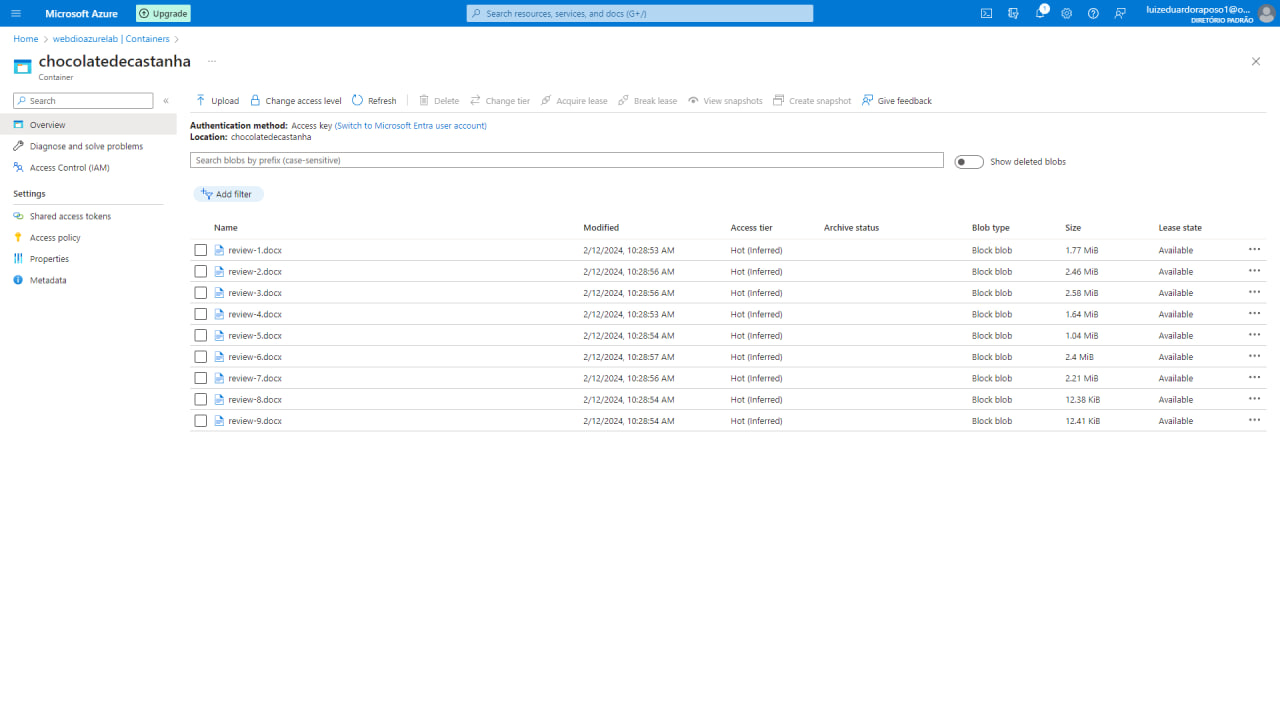 Microsoft Azure Upgrade Search resources, services, and docs (G+/) 1 luizeduardoraposo1@o...
DIRETÓRIO PADRÃO
Home > webdioazurelab | Containers >
chocolatedecastanha ...
Container
Search «
Upload Change access level Refresh Delete Change tier Acquire lease Break lease View snapshots Create snapshot Give feedback
Overview
Diagnose and solve problems
Access Control (IAM)
Settings
Shared access tokens
Access policy
Properties
Metadata
Authentication method: Access key (Switch to Microsoft Entra user account)
Location: chocolatedecastanha
Search blobs by prefix (case-sensitive) Show deleted blobs
Add filter
Name Modified Access tier Archive status Blob type Size Lease state
review-1.docx 2/12/2024, 10:28:53 AM Hot (Inferred) Block blob 1.77 MiB Available ...
review-2.docx 2/12/2024, 10:28:56 AM Hot (Inferred) Block blob 2.46 MiB Available ...
review-3.docx 2/12/2024, 10:28:56 AM Hot (Inferred) Block blob 2.58 MiB Available ...
review-4.docx 2/12/2024, 10:28:53 AM Hot (Inferred) Block blob 1.64 MiB Available ...
review-5.docx 2/12/2024, 10:28:54 AM Hot (Inferred) Block blob 1.04 MiB Available ...
review-6.docx 2/12/2024, 10:28:57 AM Hot (Inferred) Block blob 2.4 MiB Available ...
review-7.docx 2/12/2024, 10:28:56 AM Hot (Inferred) Block blob 2.21 MiB Available ...
review-8.docx 2/12/2024, 10:28:54 AM Hot (Inferred) Block blob 12.38 KiB Available ...
review-9.docx 2/12/2024, 10:28:54 AM Hot (Inferred) Block blob 12.41 KiB Available ...